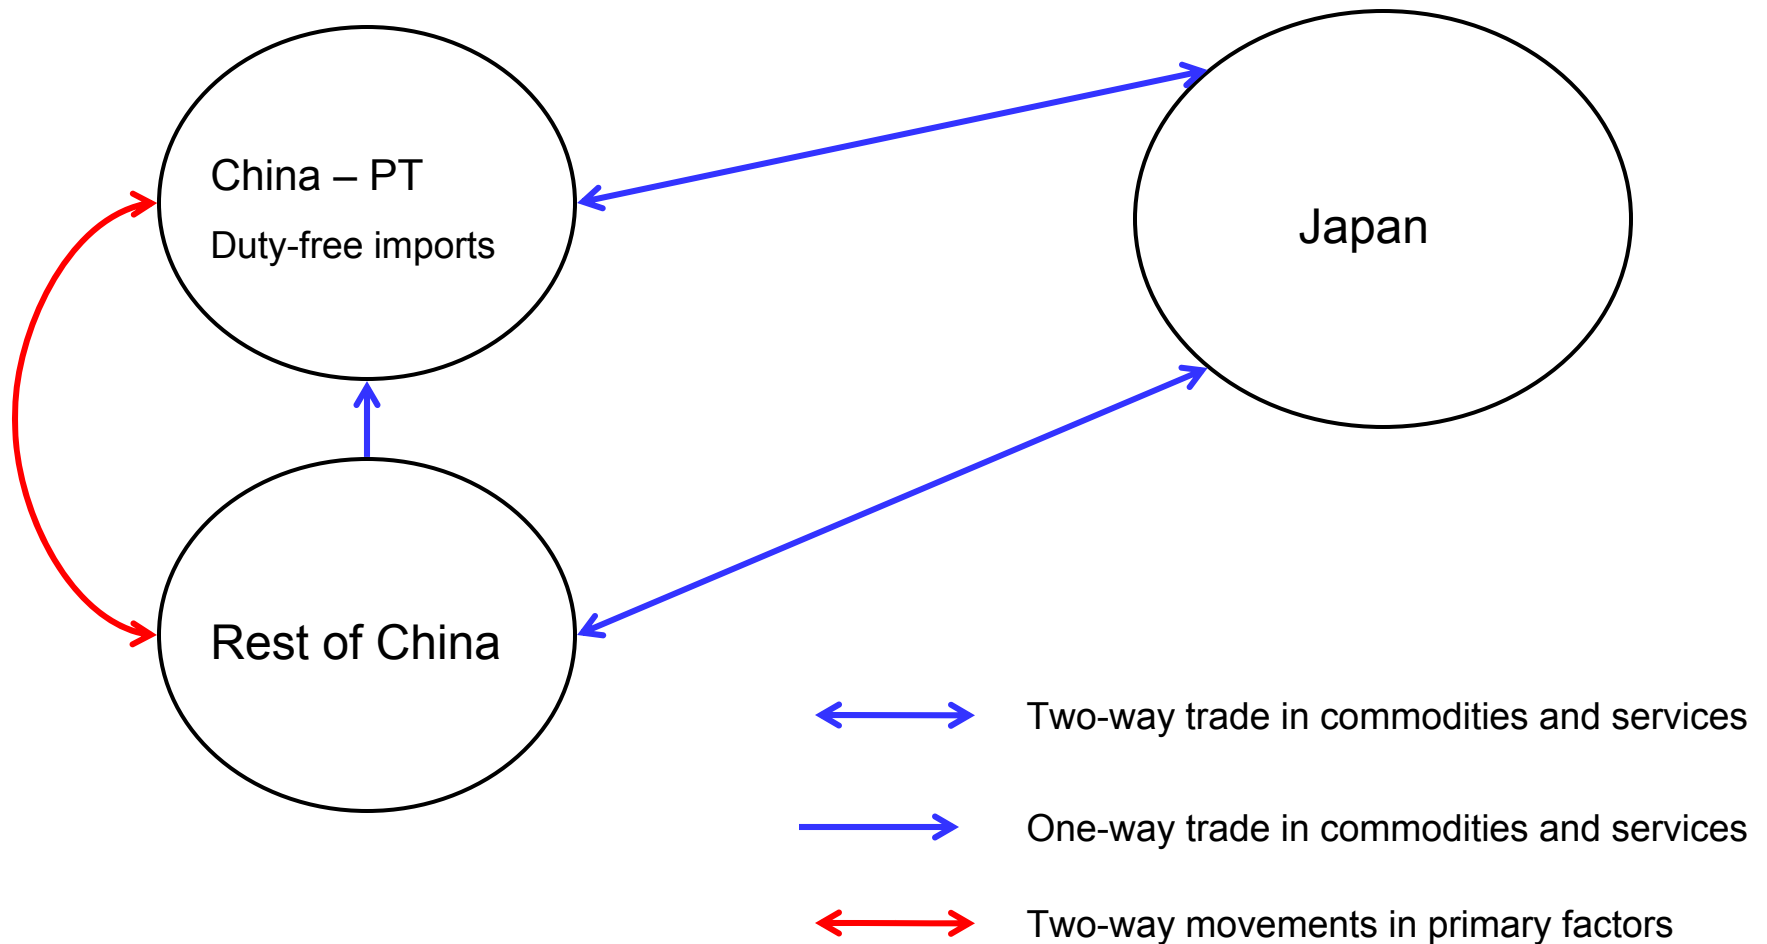 China – PT
Duty-free imports
Japan
Rest of China
Two-way trade in commodities and services
One-way trade in commodities and services
Two-way movements in primary factors